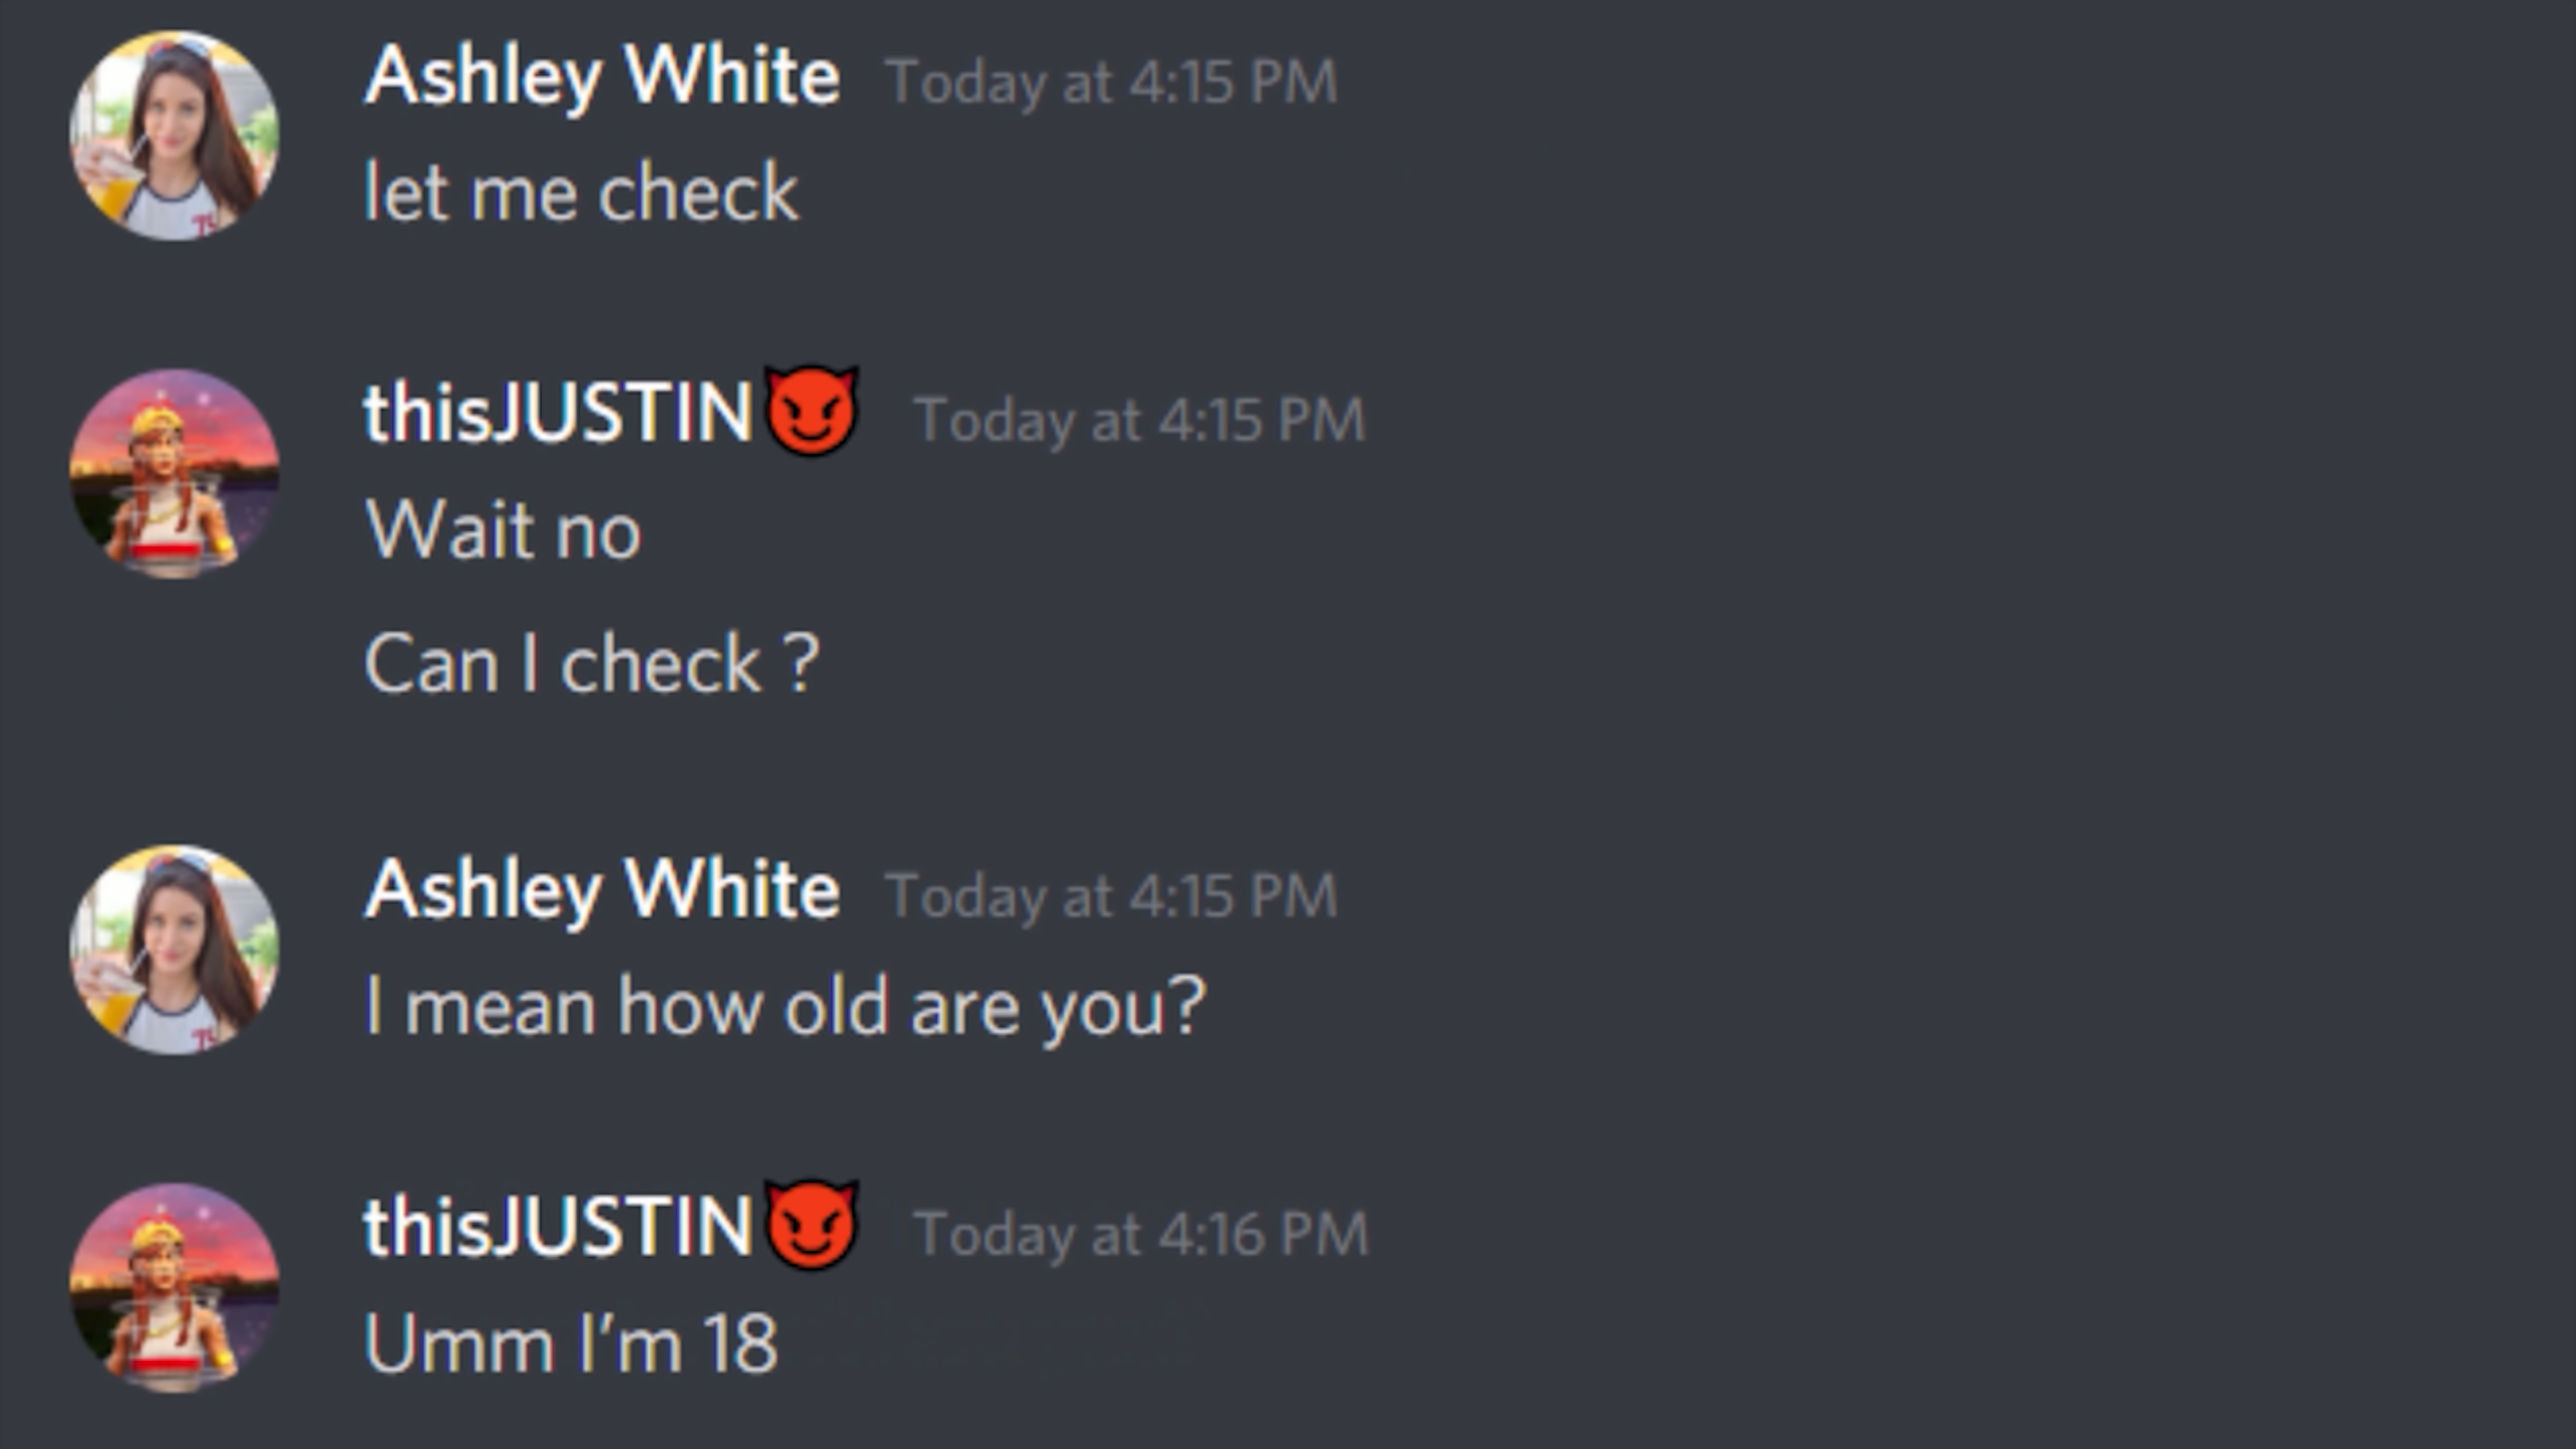 Ashley White Today at 4:15 PM
let me check
thisJUSTIN😈 Today at 4:15 PM
Wait no
Can I check ?
Ashley White Today at 4:15 PM
I mean how old are you?
thisJUSTIN😈 Today at 4:16 PM
Umm I’m 18